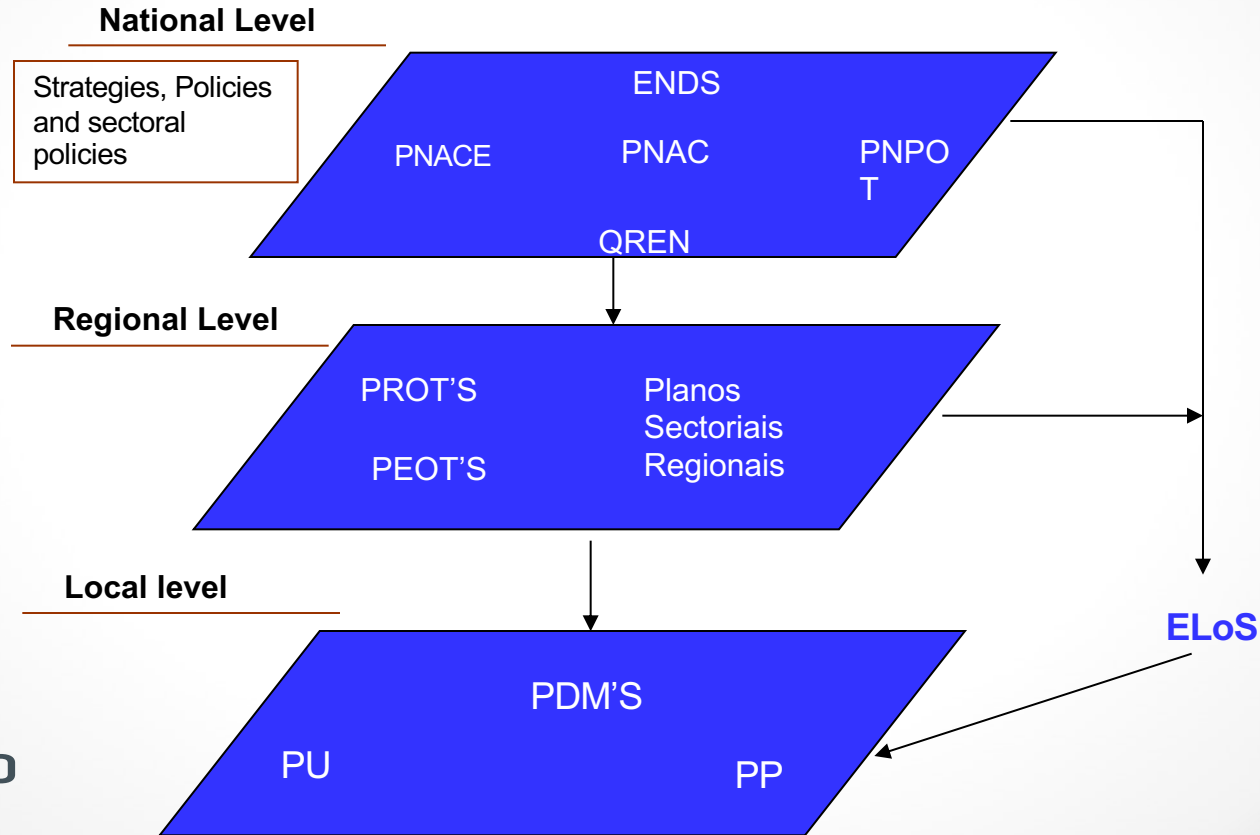 National Level
Strategies, Policies
and sectoral
policies
ENDS
PNACE
PNAC
PNPO
T
QREN
Regional Level
PROT’S
Planos
Sectoriais
Regionais
PEOT’S
Local level
ELoS
PDM’S
PU
PP